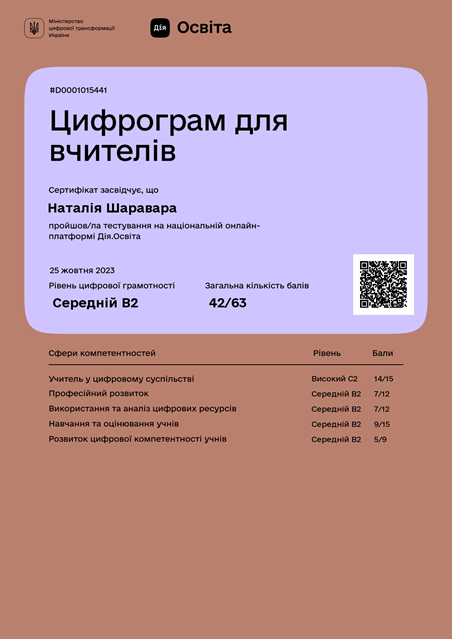 Міністерство
цифрової трансформації
України
Дія Освіта
#D0001015441
Цифрограм для
вчителів
Сертифікат засвідчує, що
Наталія Шаравара
пройшов/ла тестування на національній онлайн-
платформі Дія.Освіта
25 жовтня 2023
Рівень цифрової грамотності Загальна кількість балів
Середній B2 42/63
Сфери компетентностей Рівень Бали
Учитель у цифровому суспільстві Високий C2 14/15
Професійний розвиток Середній B2 7/12
Використання та аналіз цифрових ресурсів Середній B2 7/12
Навчання та оцінювання учнів Середній B2 9/15
Розвиток цифрової компетентності учнів Середній B2 5/9